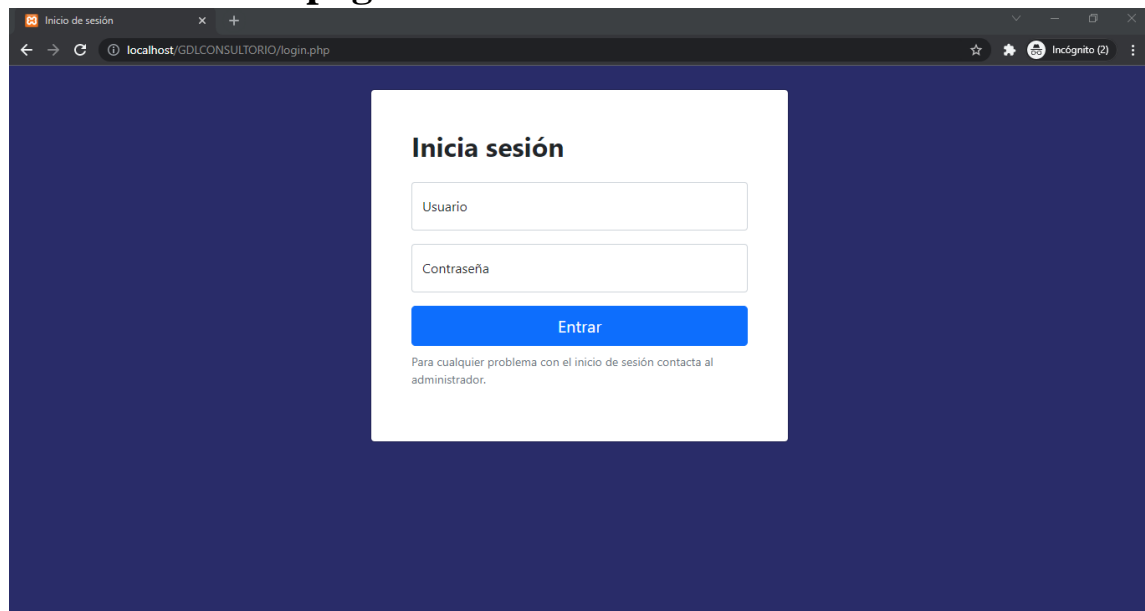 Inicio de sesión
localhost/GDLCONSULTORIO/login.php
Incógnito (2)
Inicia sesión
Usuario
Contraseña
Entrar
Para cualquier problema con el inicio de sesión contacta al
administrador.